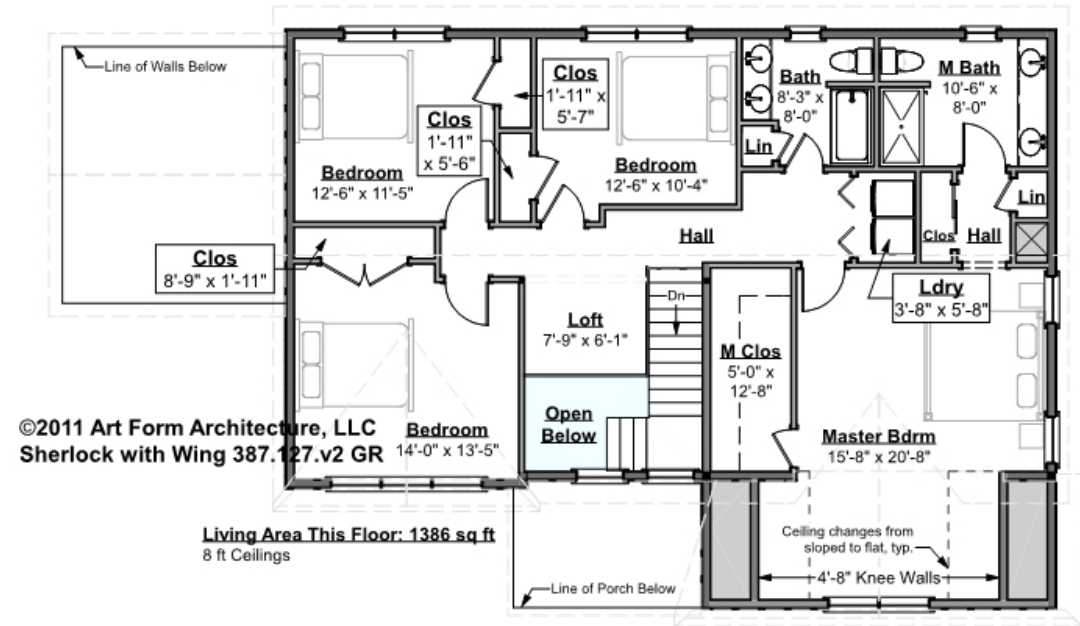 Line of Walls Below
Bedroom
12'-6" x 11'-5"
Clos
1'-11"
x 5'-6"
Clos
1'-11" x
5'-7"
Bedroom
12'-6" x 10'-4"
Bath
8'-3" x
8'-0"
Lin
M Bath
10'-6" x
8'-0"
Lin
Clos
Hall
Hall
Clos
8'-9" x 1'-11"
Ldry
3'-8" x 5'-8"
Dn
Loft
7'-9" x 6'-1"
M Clos
5'-0" x
12'-8"
Open
Below
Bedroom
14'-0" x 13'-5"
Master Bdrm
15'-8" x 20'-8"
©2011 Art Form Architecture, LLC
Sherlock with Wing 387.127.v2 GR
Living Area This Floor: 1386 sq ft
8 ft Ceilings
Ceiling changes from
sloped to flat, typ.
4'-8" Knee Walls
Line of Porch Below